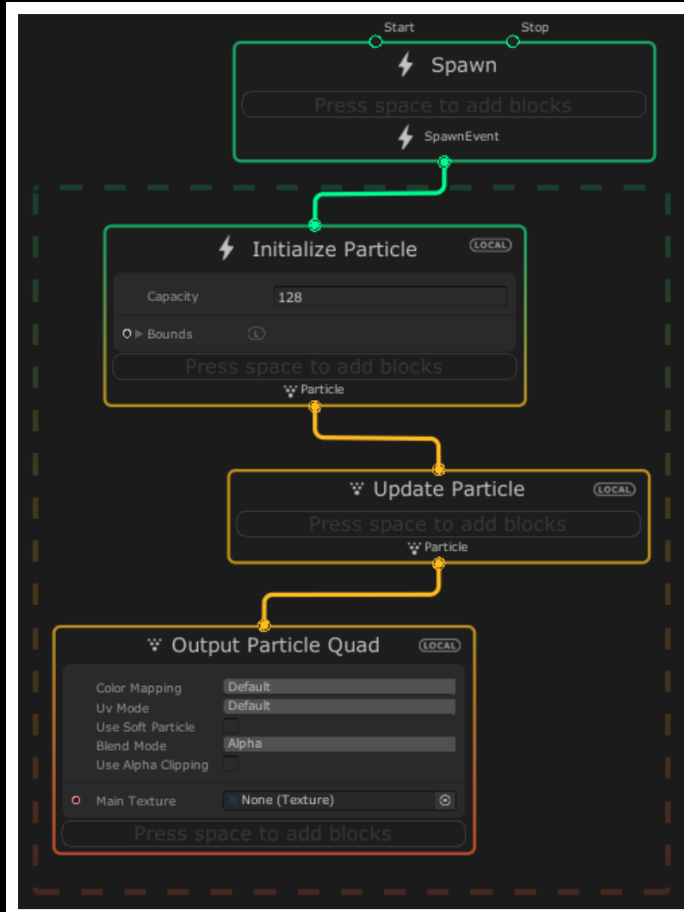 Start Stop
Spawn
Press space to add blocks
SpawnEvent
Initialize Particle LOCAL
Capacity 128
Bounds L
Press space to add blocks
Particle
Update Particle LOCAL
Press space to add blocks
Particle
Output Particle Quad LOCAL
Color Mapping Default
Uv Mode Default
Use Soft Particle
Blend Mode Alpha
Use Alpha Clipping
Main Texture None (Texture)
Press space to add blocks